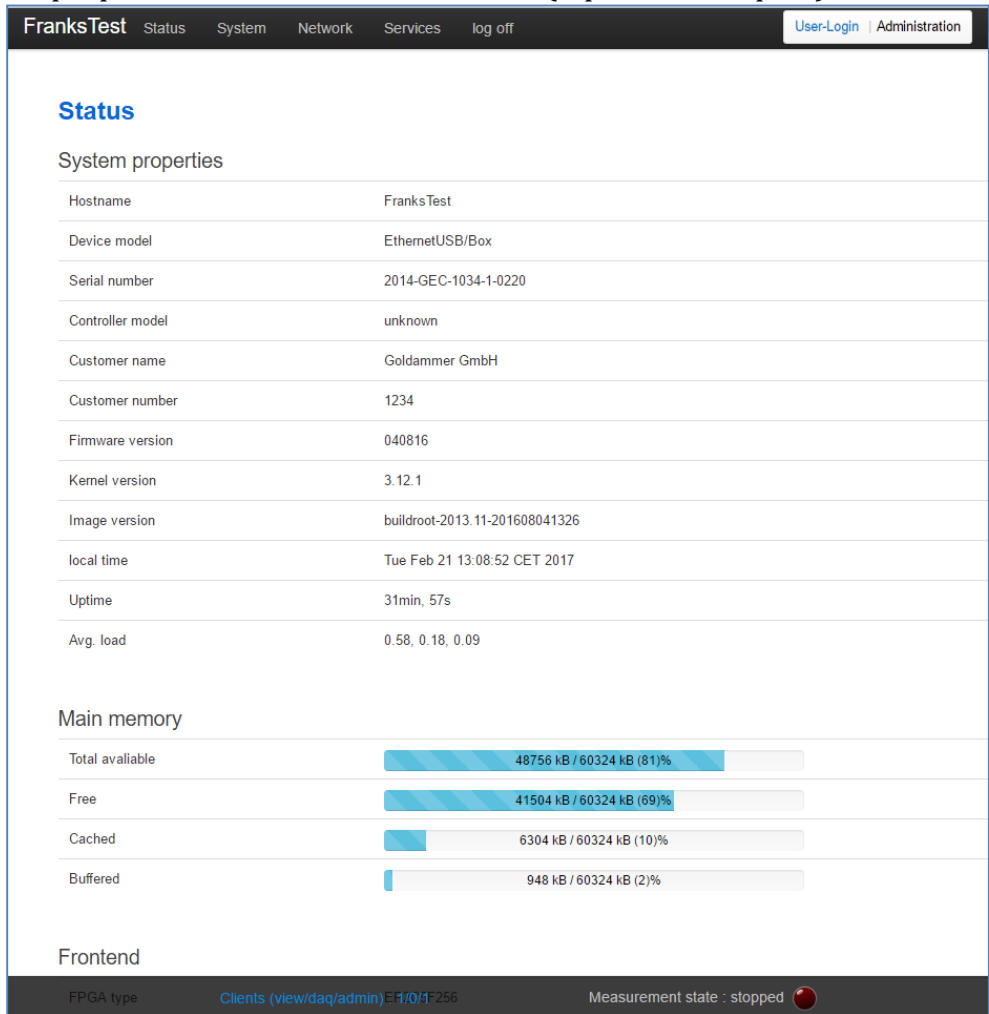 FranksTest Status System Network Services log off User-Login | Administration
Status
System properties
Hostname FranksTest
Device model EthernetUSB/Box
Serial number 2014-GEC-1034-1-0220
Controller model unknown
Customer name Goldammer GmbH
Customer number 1234
Firmware version 040816
Kernel version 3.12.1
Image version buildroot-2013.11-201608041326
local time Tue Feb 21 13:08:52 CET 2017
Uptime 31min, 57s
Avg. load 0.58, 0.18, 0.09
Main memory
Total avaliable 48756 kB / 60324 kB (81)%
Free 41504 kB / 60324 kB (69)%
Cached 6304 kB / 60324 kB (10)%
Buffered 948 kB / 60324 kB (2)%
Frontend
FPGA type Clients (view/daq/admin) 1/0/1 Measurement state : stopped